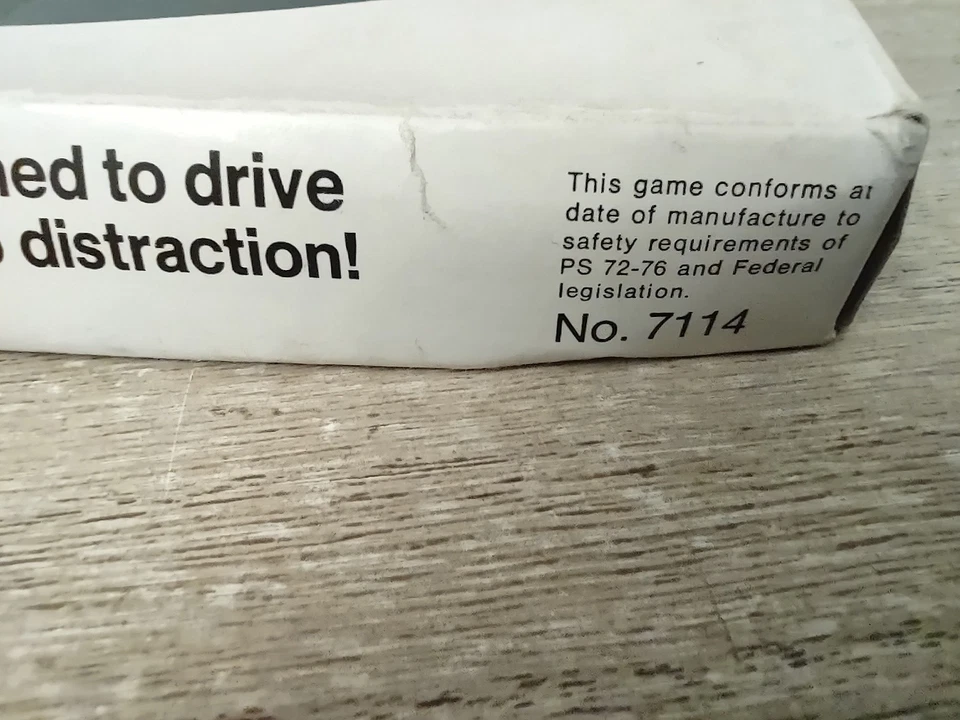 ned to drive
distraction!
This game conforms at
date of manufacture to
safety requirements of
PS 72-76 and Federal
legislation.
No. 7114